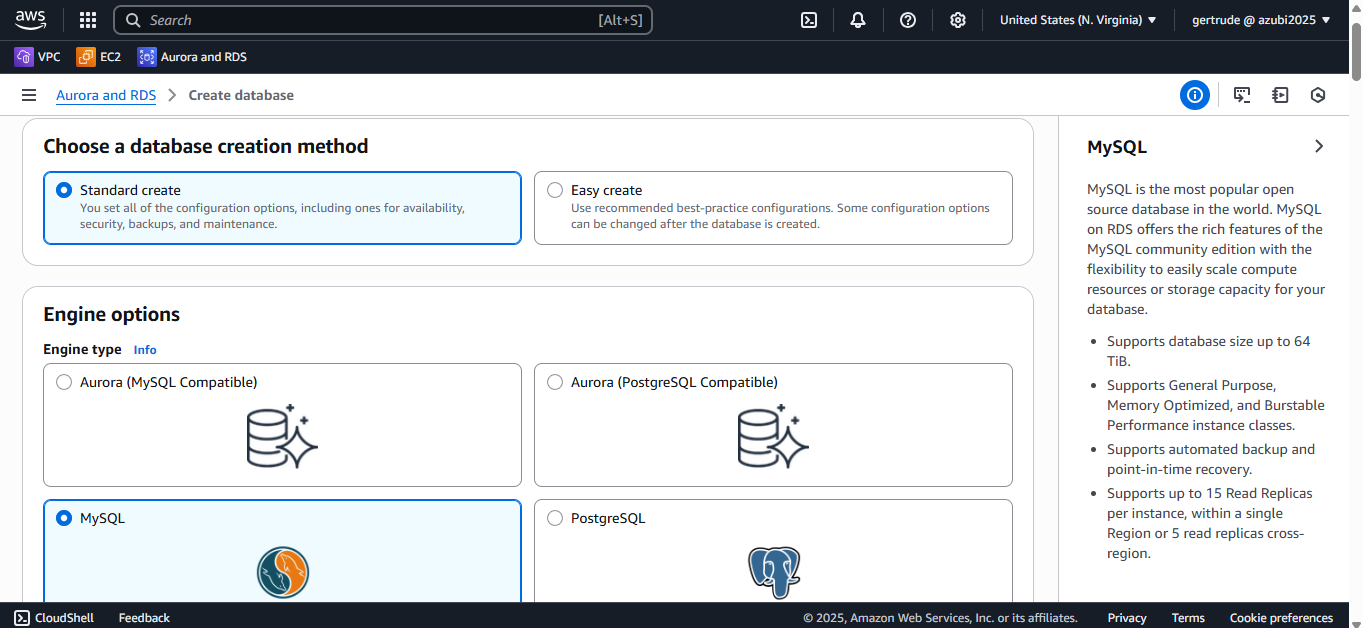 aws
Search
[Alt+S]
United States (N. Virginia)
gertrude @ azubi2025
VPC
EC2
Aurora and RDS
Aurora and RDS
Create database
Choose a database creation method
Standard create
You set all of the configuration options, including ones for availability,
security, backups, and maintenance.
Easy create
Use recommended best-practice configurations. Some configuration options
can be changed after the database is created.
Engine options
Engine type Info
Aurora (MySQL Compatible)
Aurora (PostgreSQL Compatible)
MySQL
PostgreSQL
MySQL
MySQL is the most popular open
source database in the world. MySQL
on RDS offers the rich features of the
MySQL community edition with the
flexibility to easily scale compute
resources or storage capacity for your
database.
• Supports database size up to 64
TiB.
• Supports General Purpose,
Memory Optimized, and Burstable
Performance instance classes.
• Supports automated backup and
point-in-time recovery.
• Supports up to 15 Read Replicas
per instance, within a single
Region or 5 read replicas cross-
region.
CloudShell
Feedback
© 2025, Amazon Web Services, Inc. or its affiliates.
Privacy
Terms
Cookie preferences